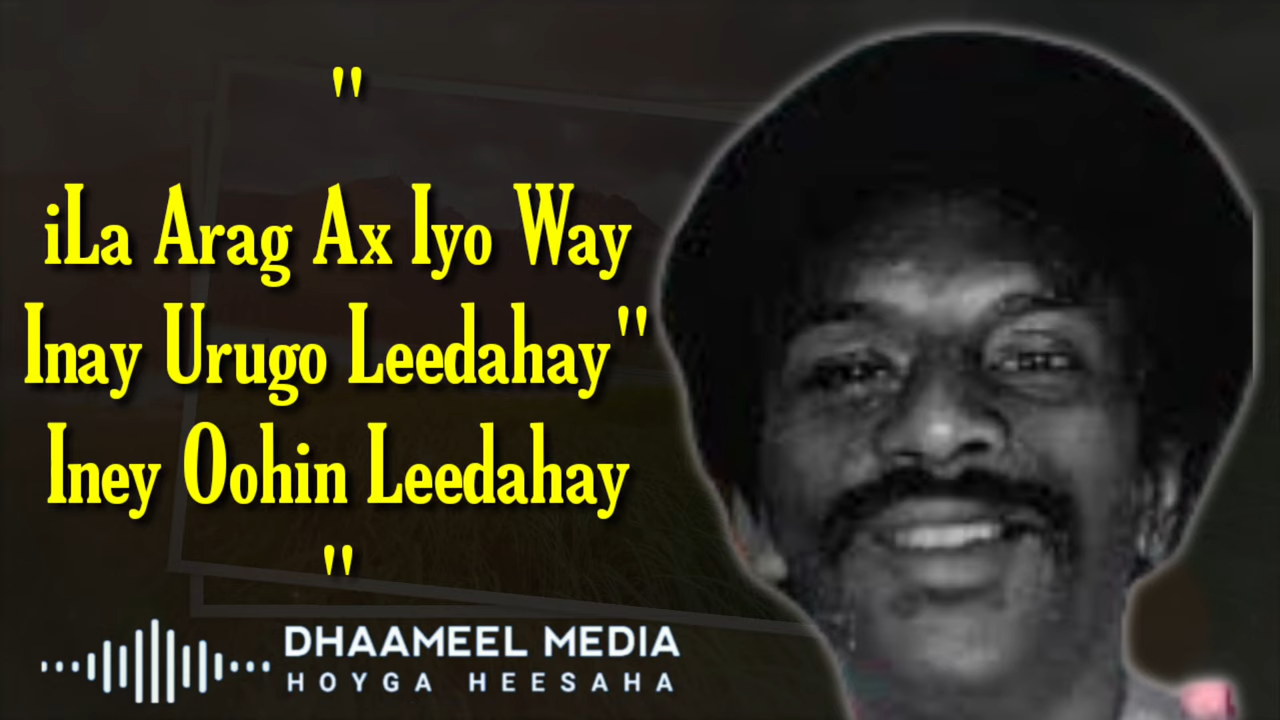 "
iLa Arag Ax Iyo Way
Inay Urugo Leedahay"
Iney Oohin Leedahay
"
DHAAMEEL MEDIA
HOYGA HEESAHA